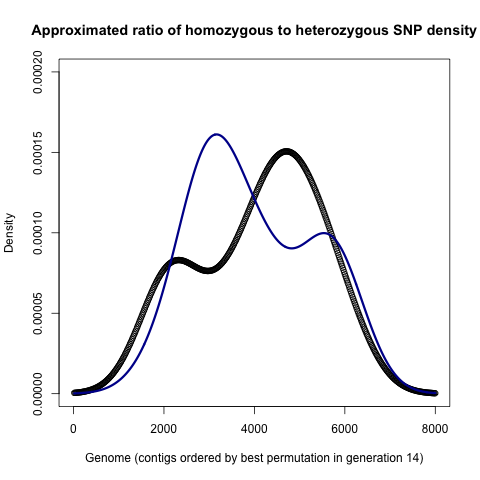 Approximated ratio of homozygous to heterozygous SNP density
0.00020
0.00015
0.00010
0.00005
0.00000
Density
0 2000 4000 6000 8000
Genome (contigs ordered by best permutation in generation 14)